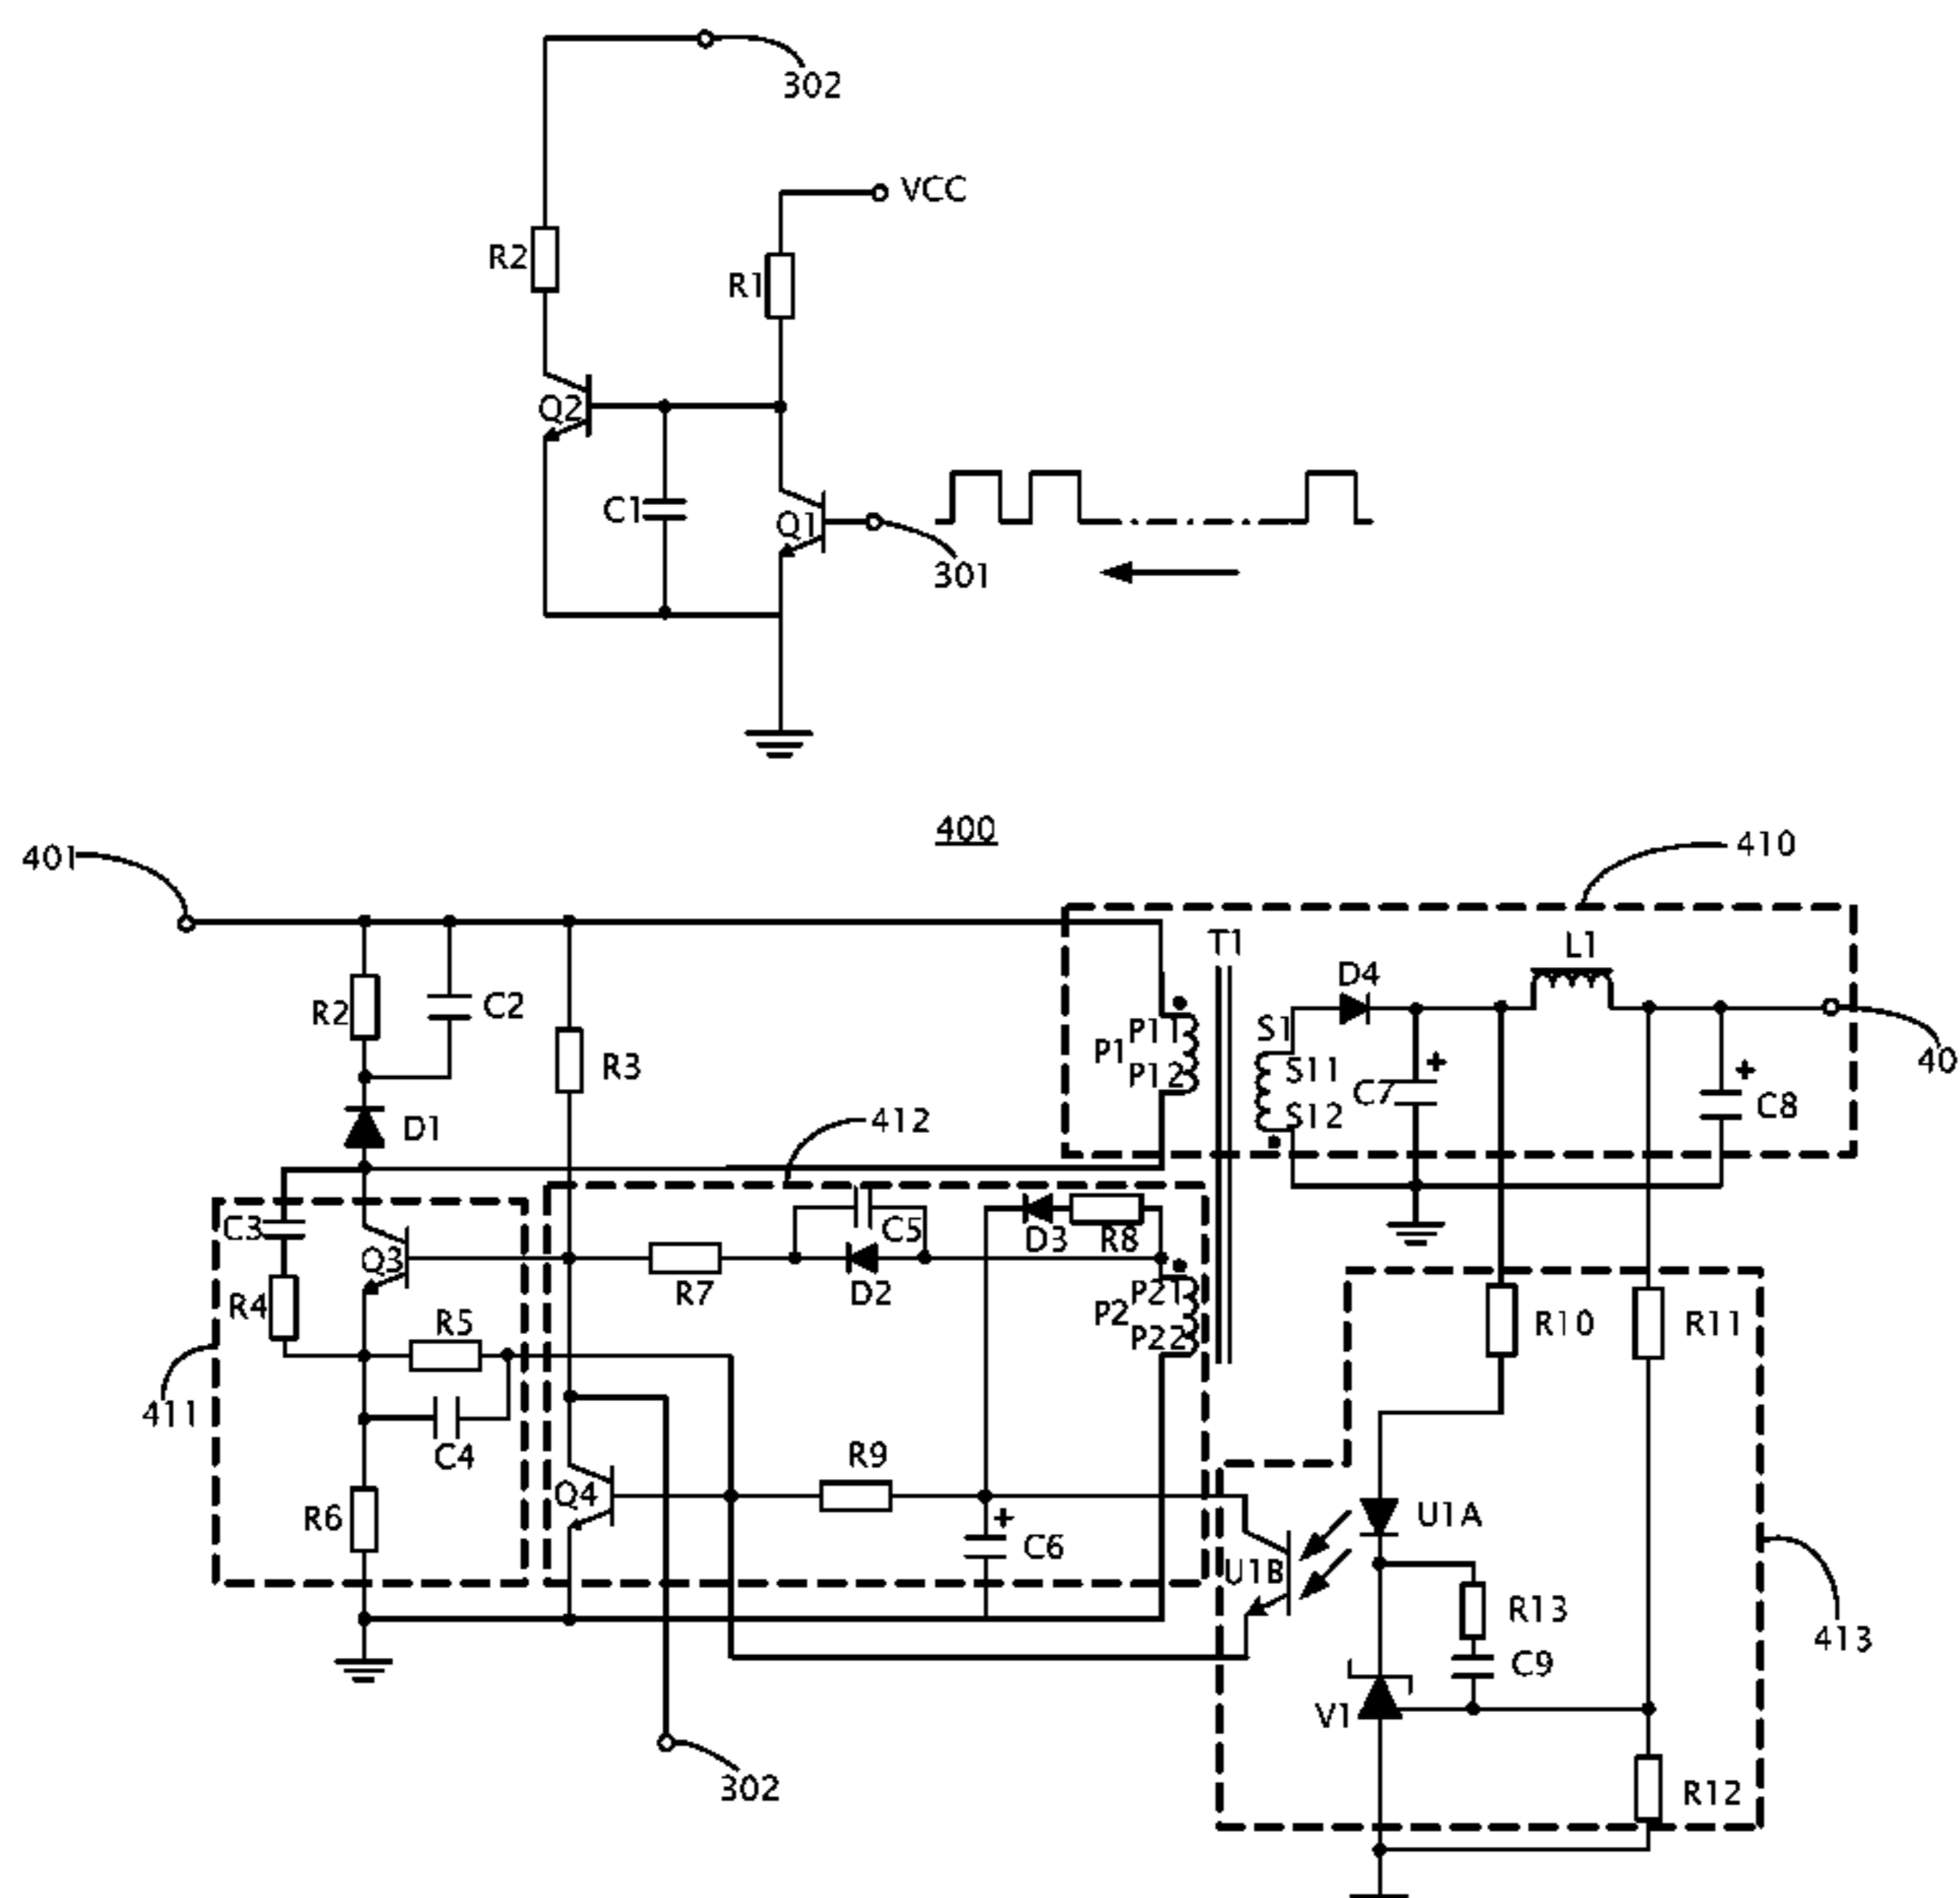 302
VCC
R2
R1
Q2
C1
Q1
301
400
401
410
T1
L1
D4
R2
C2
S1
P11
P1
R3
S11
40
P12
C7
S12
C8
D1
412
C3
C5
D3
R8
Q3
R7
D2
P21
R4
R5
P2
P22
R10
R11
411
C4
R9
Q4
R6
U1A
C6
U1B
R13
413
C9
V1
302
R12
+
+
+